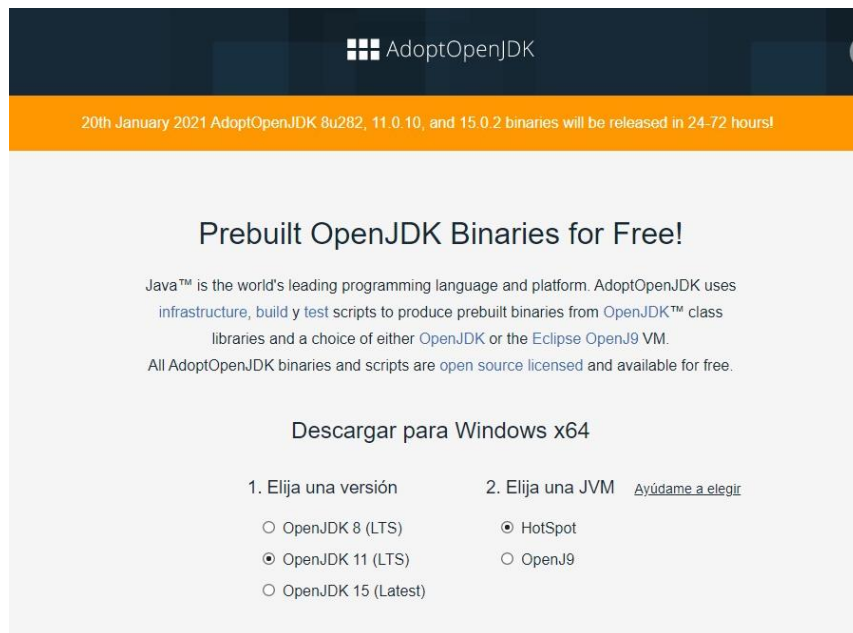 AdoptOpenJDK
20th January 2021 AdoptOpenJDK 8u282, 11.0.10, and 15.0.2 binaries will be released in 24-72 hours!
Prebuilt OpenJDK Binaries for Free!
Java™ is the world's leading programming language and platform. AdoptOpenJDK uses
infrastructure, build y test scripts to produce prebuilt binaries from OpenJDK™ class
libraries and a choice of either OpenJDK or the Eclipse OpenJ9 VM.
All AdoptOpenJDK binaries and scripts are open source licensed and available for free.
Descargar para Windows x64
1. Elija una versión
OpenJDK 8 (LTS)
OpenJDK 11 (LTS)
OpenJDK 15 (Latest)
2. Elija una JVM Ayúdame a elegir
HotSpot
OpenJ9